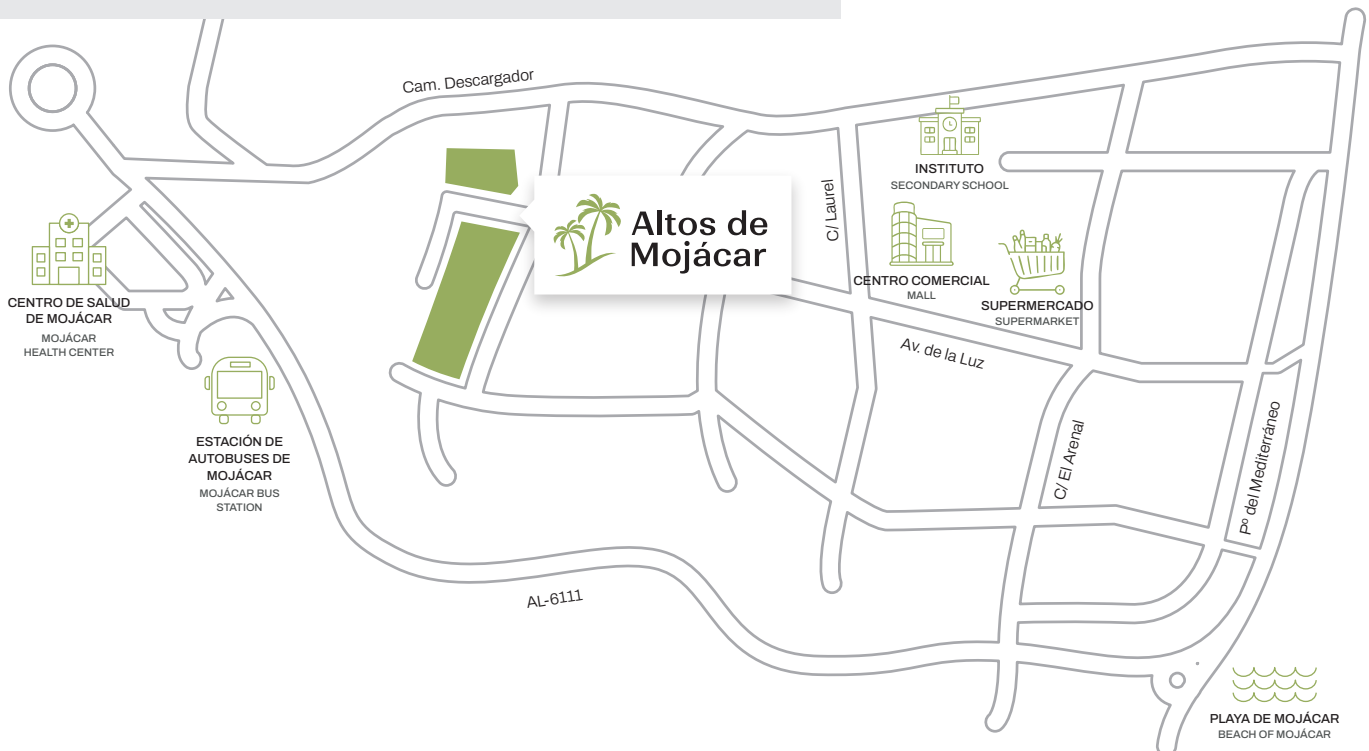 Cam. Descargador
INSTITUTO
SECONDARY SCHOOL
Altos de
Mojácar
C/ Laurel
CENTRO COMERCIAL
MALL
SUPERMERCADO
SUPERMARKET
CENTRO DE SALUD
DE MOJÁCAR
MOJÁCAR
HEALTH CENTER
Av. de la Luz
ESTACIÓN DE
AUTOBUSES DE
MOJÁCAR
MOJÁCAR BUS
STATION
C/ El Arenal
Pº del Mediterráneo
AL-6111
PLAYA DE MOJÁCAR
BEACH OF MOJÁCAR